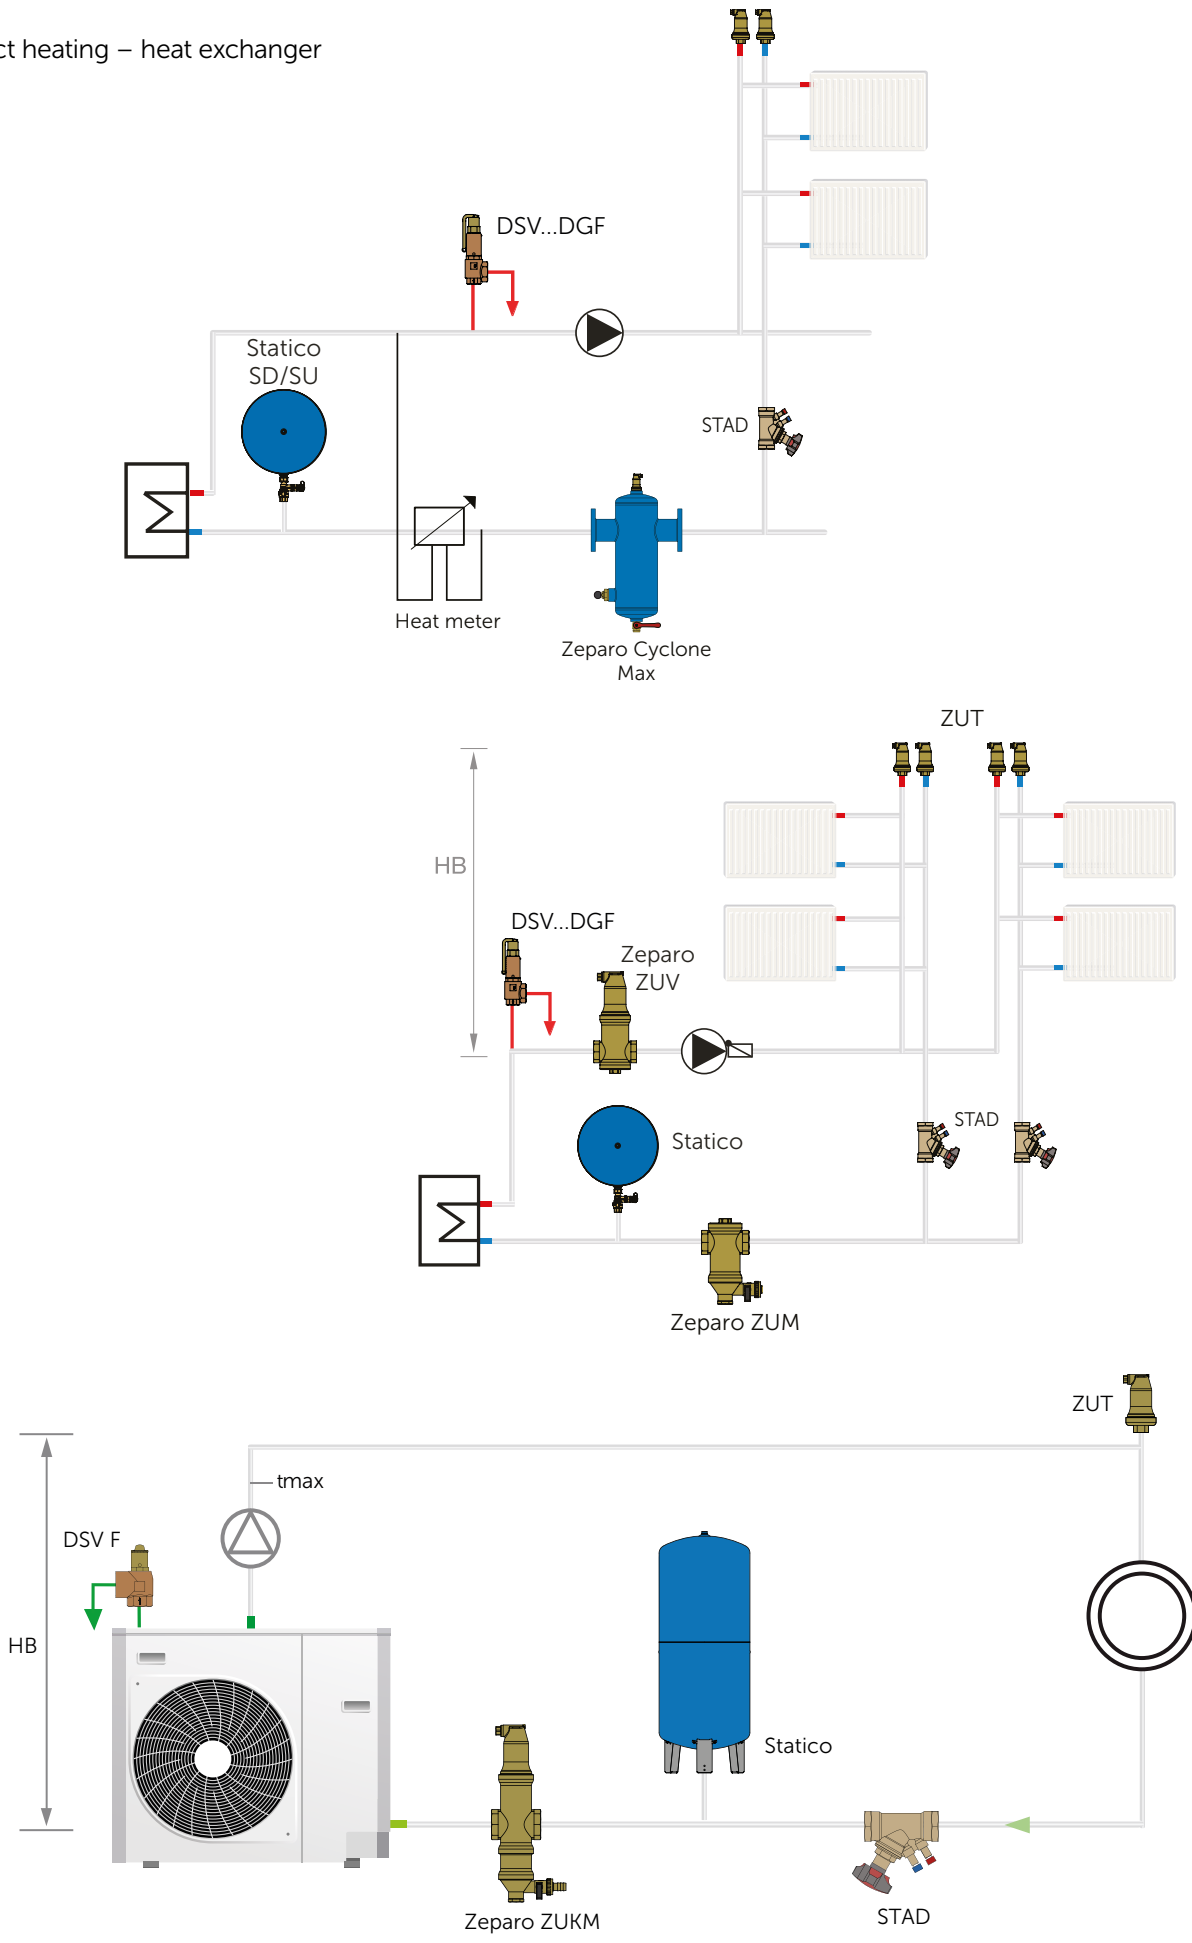 ct heating – heat exchanger
DSV...DGF
Statico
SD/SU
STAD
Heat meter
Zeparo Cyclone
Max
ZUT
HB
DSV...DGF
Zeparo
ZUV
STAD
Statico
Zeparo ZUM
ZUT
tmax
DSV F
HB
Statico
Zeparo ZUKM
STAD